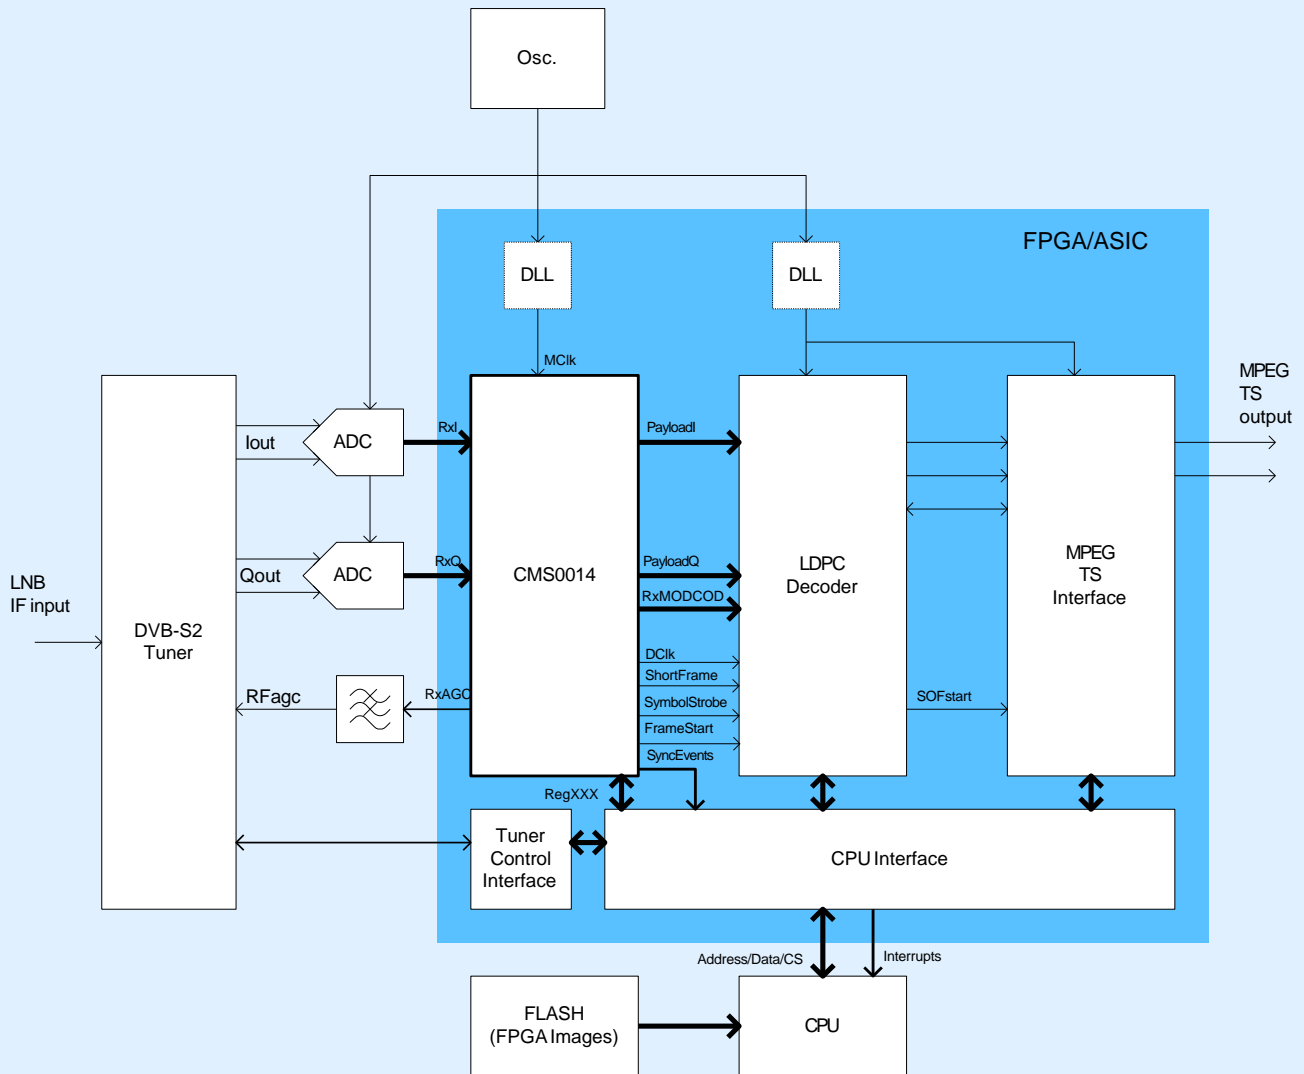 Osc.
FPGA/ASIC
DLL
DLL
MClk
MPEG
TS
output
RxI
PayloadI
Iout
ADC
RxQ
PayloadQ
Qout
ADC
CMS0014
RxMODCOD
LDPC
Decoder
MPEG
TS
Interface
LNB
IF input
DVB-S2
Tuner
DClk
ShortFrame
RFagc
RxAGC
SymbolStrobe
SOFstart
FrameStart
SyncEvents
RegXXX
Tuner
Control
Interface
CPU Interface
Address/Data/CS
Interrupts
FLASH
(FPGA Images)
CPU